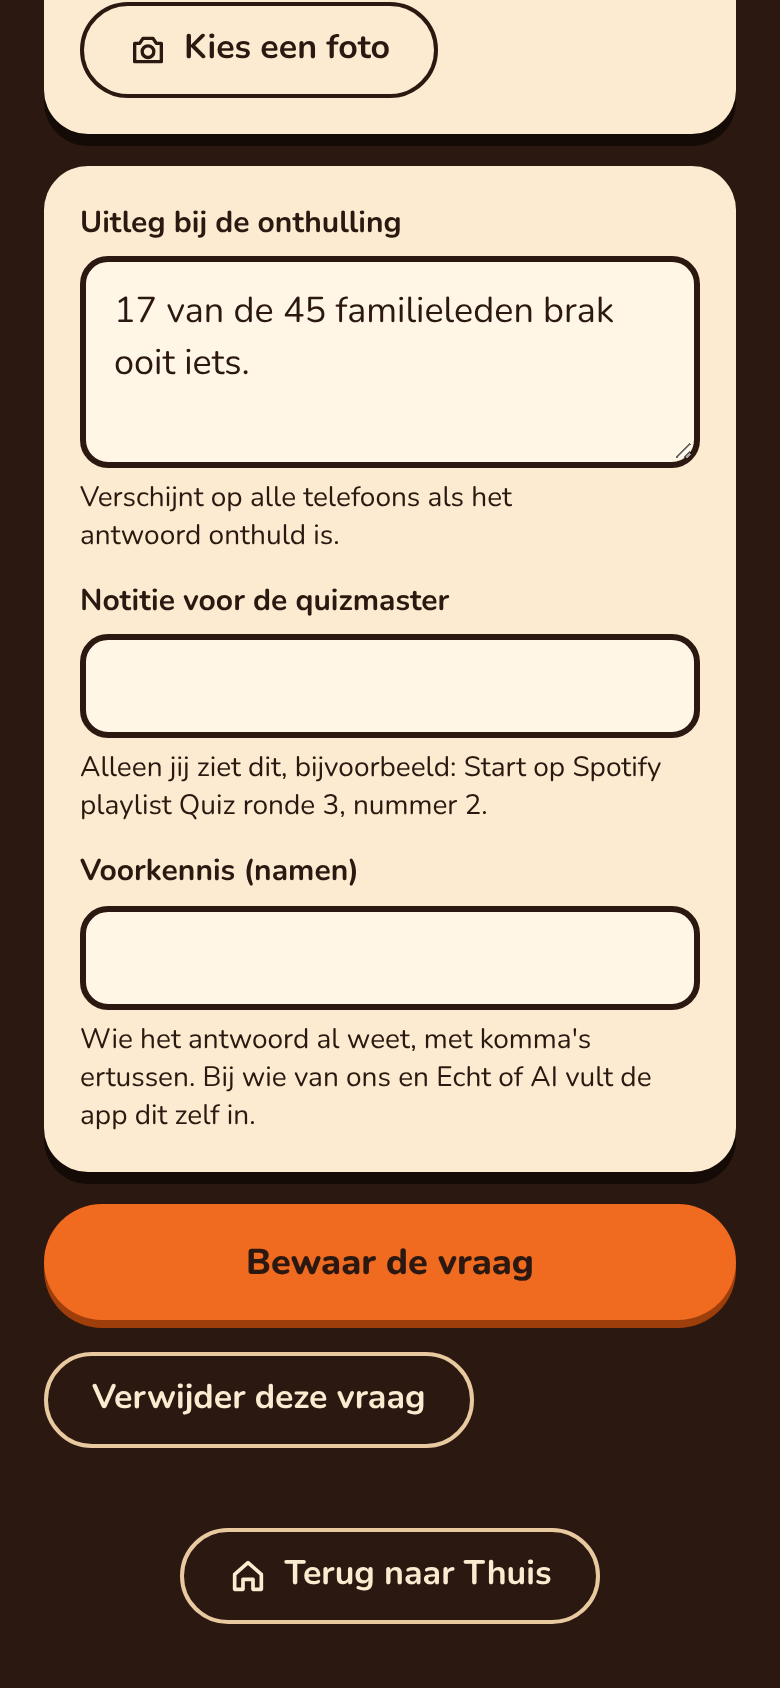 Kies een foto
Uitleg bij de onthulling
17 van de 45 familieleden brak
ooit iets.
Verschijnt op alle telefoons als het
antwoord onthuld is.
Notitie voor de quizmaster
Alleen jij ziet dit, bijvoorbeeld: Start op Spotify
playlist Quiz ronde 3, nummer 2.
Voorkennis (namen)
Wie het antwoord al weet, met komma's
ertussen. Bij wie van ons en Echt of AI vult de
app dit zelf in.
Bewaar de vraag
Verwijder deze vraag
Terug naar Thuis